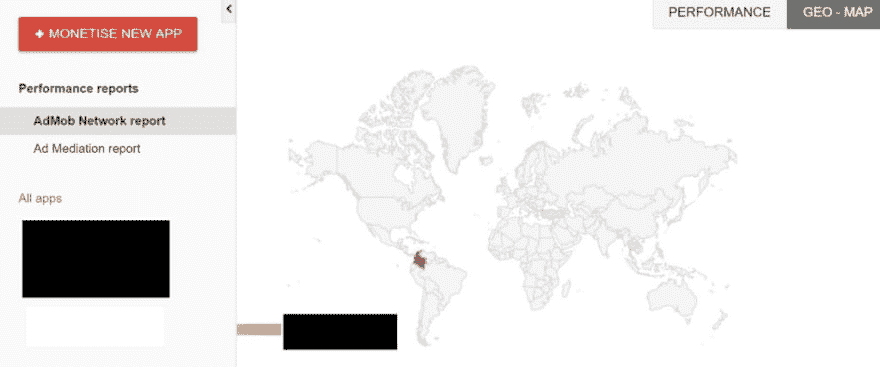 PERFORMANCE
GEO - MAP
+ MONETISE NEW APP
Performance reports
AdMob Network report
Ad Mediation report
All apps